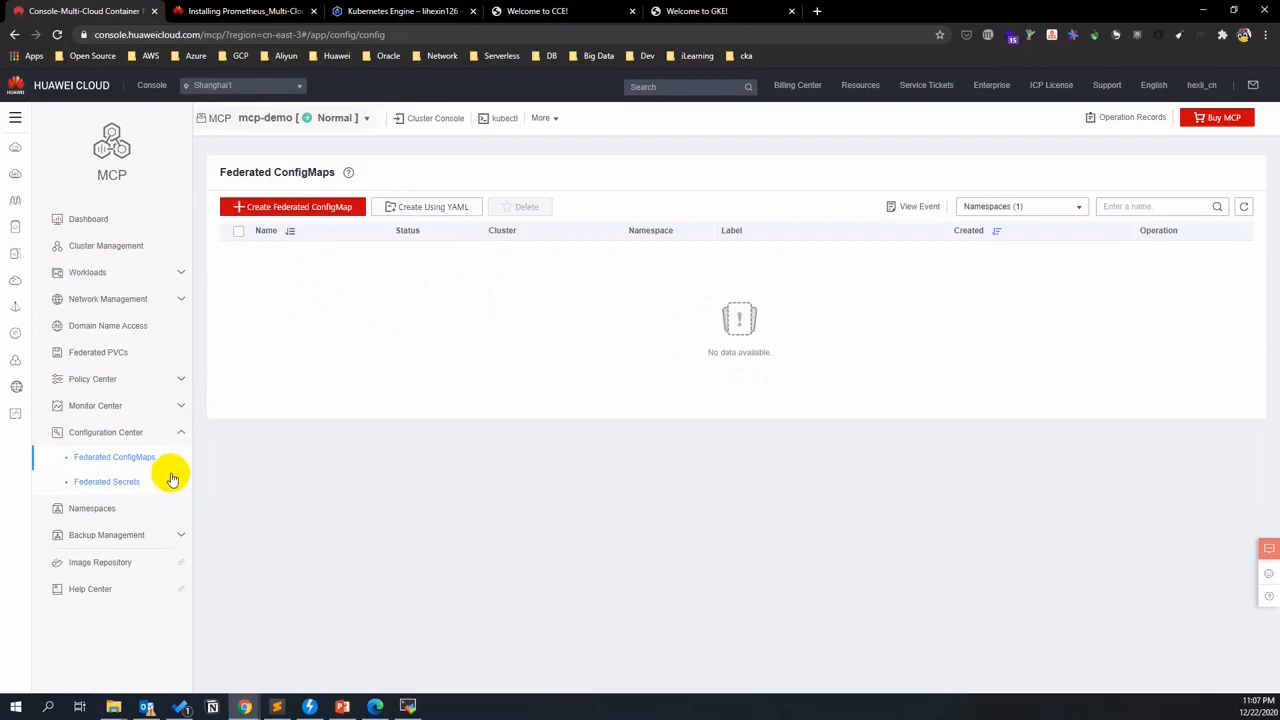 Console-Multi-Cloud Container P
Installing Prometheus_Multi-Clou
Kubernetes Engine – lihexin126 -
Welcome to CCE!
Welcome to GKE!
console.huaweicloud.com/mcp/?region=cn-east-3#/app/config/config
15
Apps
Open Source
AWS
Azure
GCP
Aliyun
Huawei
Oracle
Network
Serverless
DB
Big Data
Dev
iLearning
cka
HUAWEI CLOUD
Console
Shanghai1
Search
Billing Center
Resources
Service Tickets
Enterprise
ICP License
Support
English
hexli_cn
MCP
mcp-demo [ Normal ]
Cluster Console
kubectl
More
Operation Records
Buy MCP
MCP
Dashboard
Cluster Management
Workloads
Network Management
Domain Name Access
Federated PVCs
Policy Center
Monitor Center
Configuration Center
Federated ConfigMaps
Federated Secrets
Namespaces
Backup Management
Image Repository
Help Center
Federated ConfigMaps
Create Federated ConfigMap
Create Using YAML
Delete
View Event
Namespaces (1)
Enter a name.
Name
Status
Cluster
Namespace
Label
Created
Operation
No data available.
11:07 PM
12/22/2020